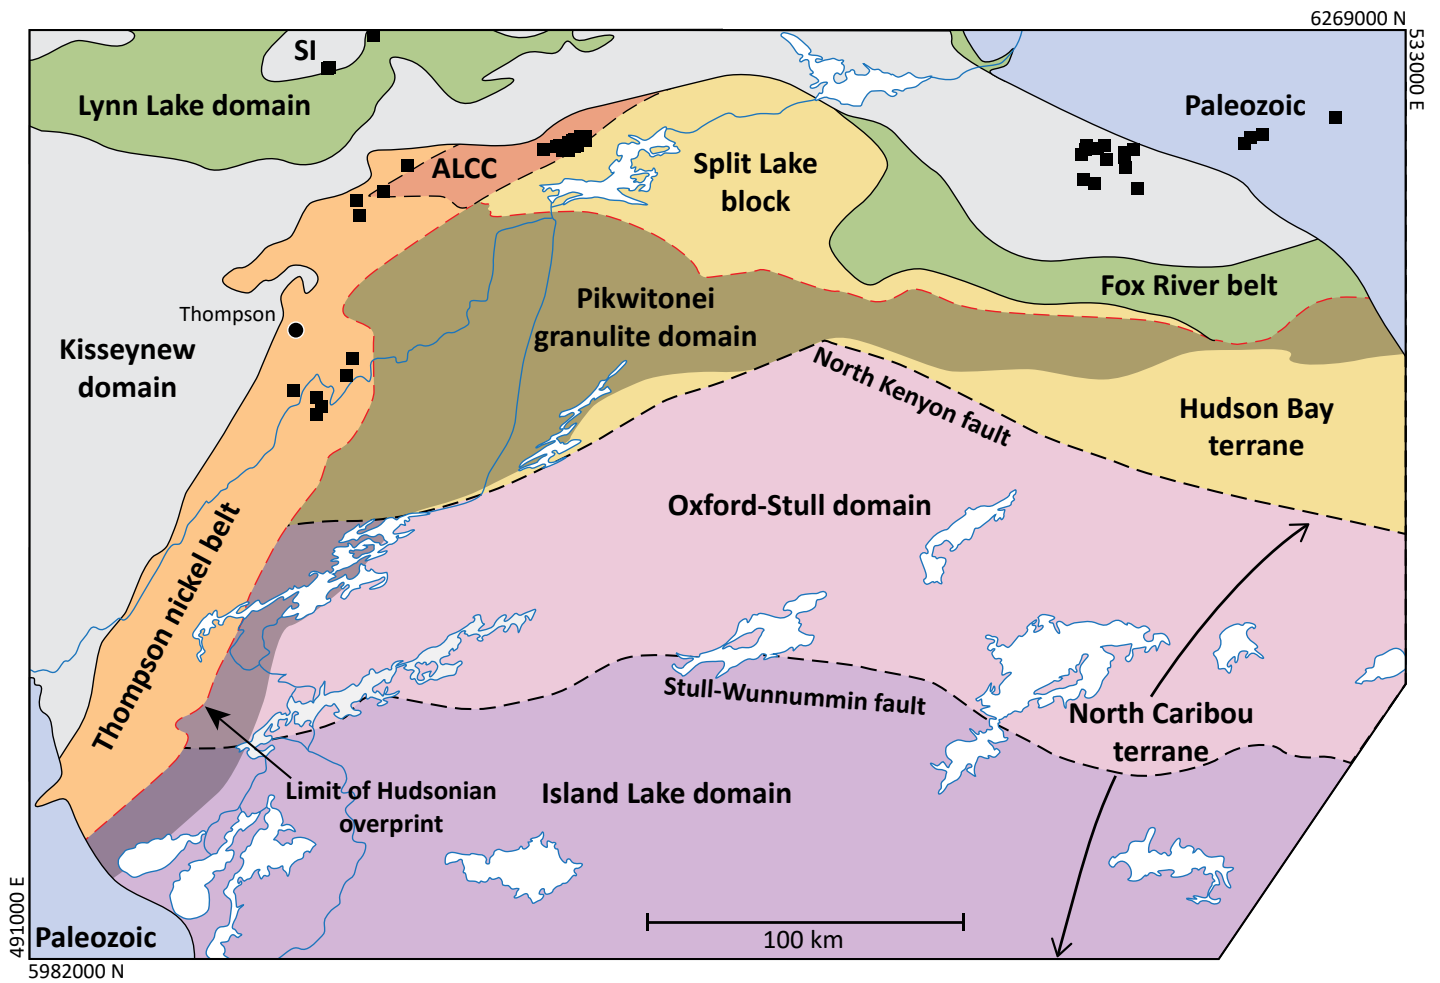 6269000 N
5330000 E
SI
Lynn Lake domain
Paleozoic
ALCC
Split Lake
block
Fox River belt
Pikwitonei
granulite domain
Thompson
Kisseynew
domain
North Kenyon fault
Hudson Bay
terrane
Oxford-Stull domain
Thompson nickel belt
Stull-Wunnummin fault
North Caribou
terrane
Limit of Hudsonian
overprint
Island Lake domain
491000 E
Paleozoic
100 km
5982000 N